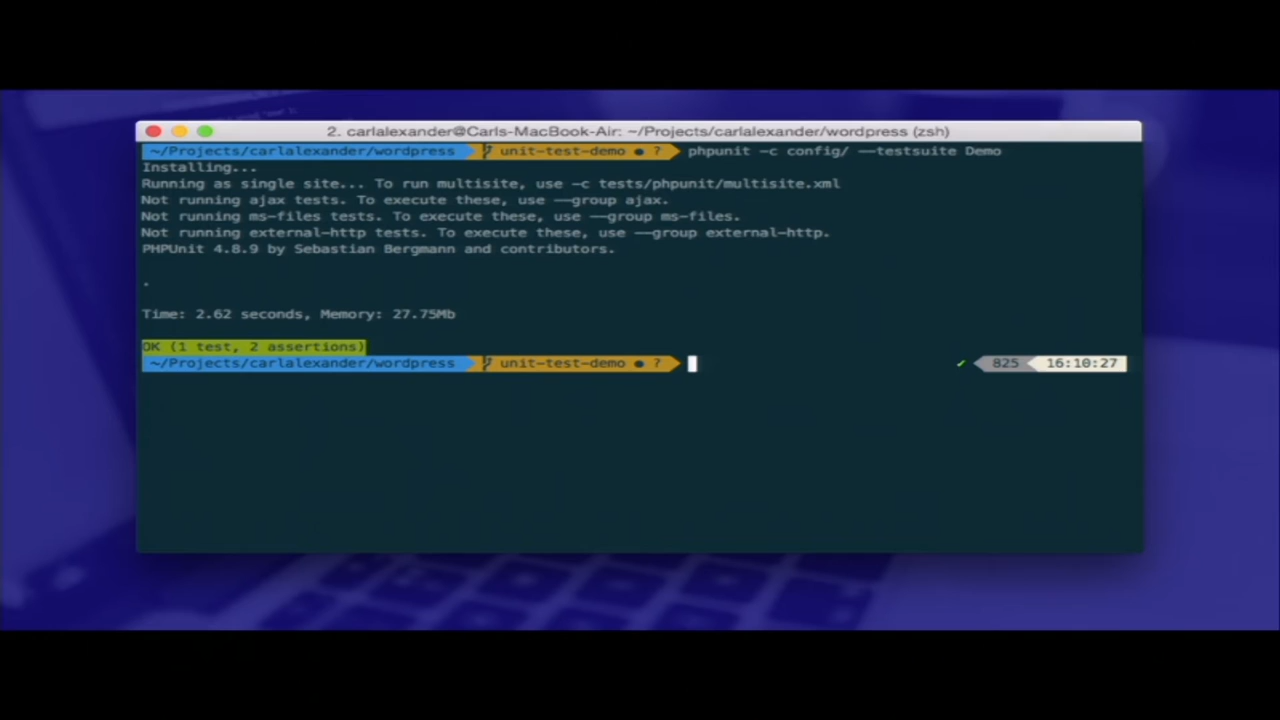 2. carlalexander@Carls-MacBook-Air: ~/Projects/carlalexander/wordpress (zsh)
~/Projects/carlalexander/wordpress unit-test-demo ● ? phpunit -c config/ --testsuite Demo
Installing...
Running as single site... To run multisite, use -c tests/phpunit/multisite.xml
Not running ajax tests. To execute these, use --group ajax.
Not running ms-files tests. To execute these, use --group ms-files.
Not running external-http tests. To execute these, use --group external-http.
PHPUnit 4.8.9 by Sebastian Bergmann and contributors.
.
Time: 2.62 seconds, Memory: 27.75Mb
OK (1 test, 2 assertions)
~/Projects/carlalexander/wordpress unit-test-demo ● ? ✓ 825 16:10:27